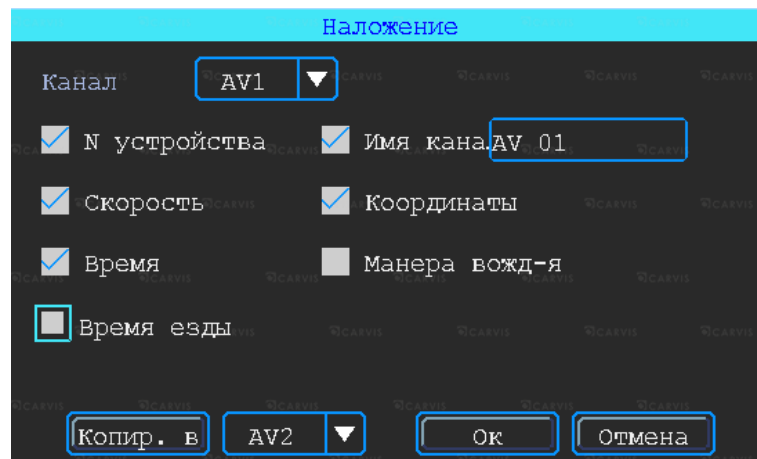 Наложение
Канал AV1
N устройства Имя кана. AV 01
Скорость Координаты
Время Манера вожд-я
Время езды
Копир. в AV2 Ок Отмена
CARVIS